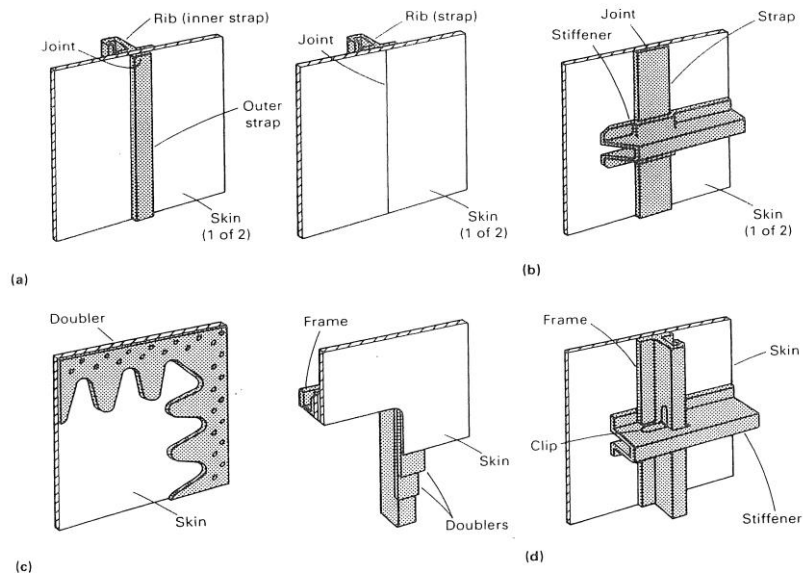 Rib (inner strap)
Joint
Outer
strap
Skin
(1 of 2)
Rib (strap)
Joint
Skin
(1 of 2)
(a)
Joint
Strap
Stiffener
Skin
(1 of 2)
(b)
Doubler
Skin
Frame
Skin
Doublers
(c)
Frame
Skin
Clip
Stiffener
(d)